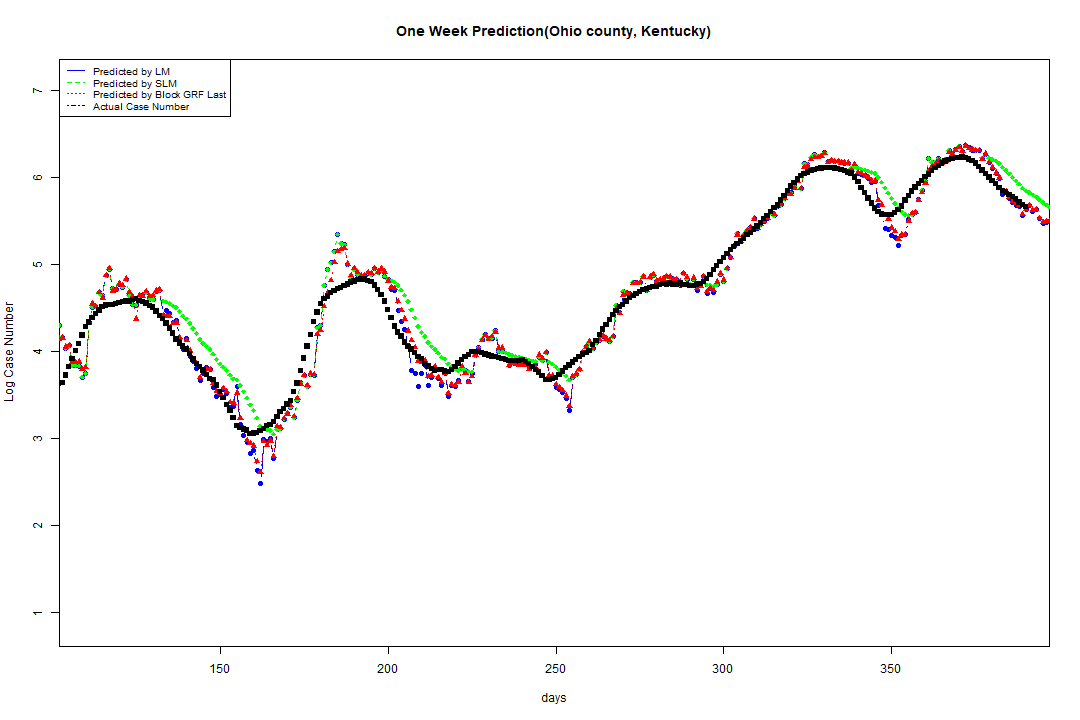 One Week Prediction(Ohio county, Kentucky)
Predicted by LM
Predicted by SLM
Predicted by Block GRF Last
Actual Case Number
7
6
5
4
3
2
1
Log Case Number
150
200
250
300
350
days